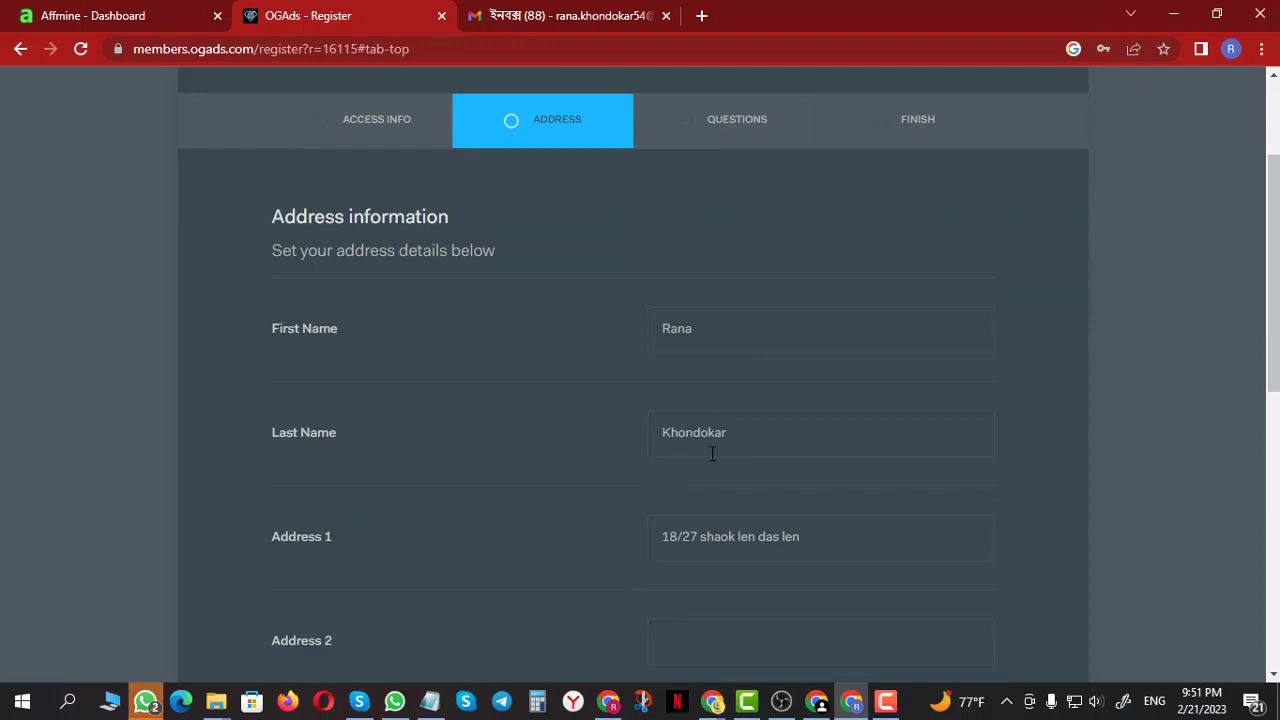 Affmine - Dashboard
OGAds - Register
ইনবক্স (88) - rana.khondokar54@
members.ogads.com/register?r=16115#tab-top
R
ACCESS INFO
ADDRESS
QUESTIONS
FINISH
Address information
Set your address details below
First Name
Rana
Last Name
Khondokar
Address 1
18/27 shaok len das len
Address 2
2
77°F
ENG
9:51 PM
2/21/2023
21